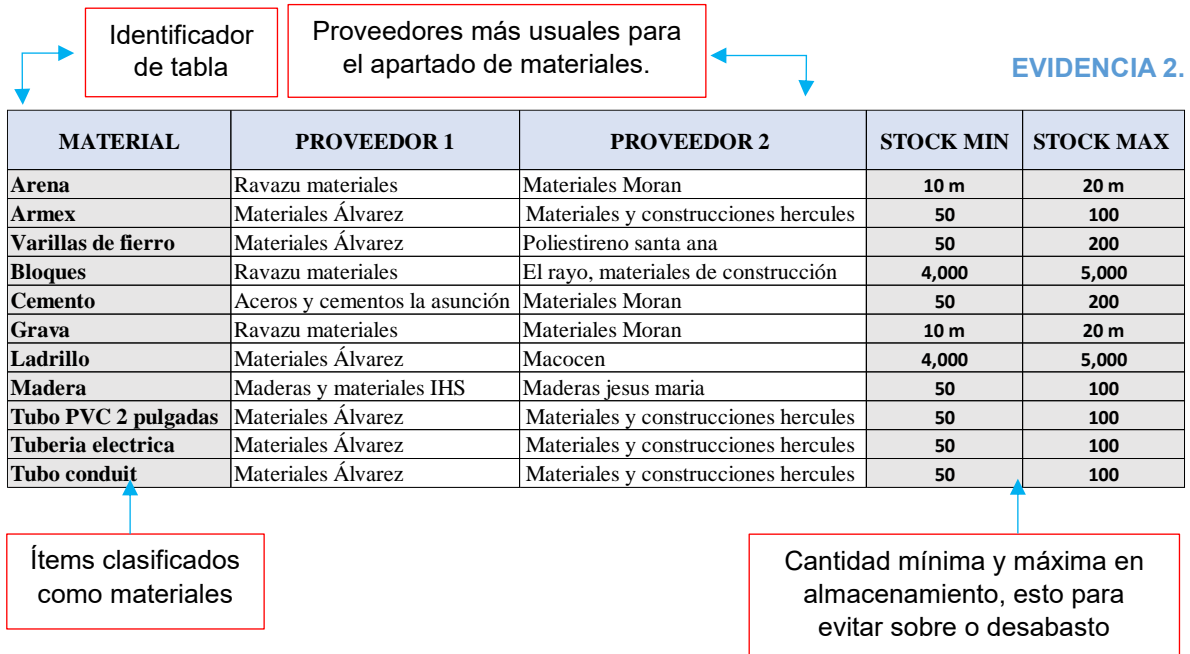 Identificador
de tabla
Proveedores más usuales para
el apartado de materiales.
EVIDENCIA 2.
MATERIAL PROVEEDOR 1 PROVEEDOR 2 STOCK MIN STOCK MAX
Arena Ravazu materiales Materiales Moran 10 m 20 m
Armex Materiales Álvarez Materiales y construcciones hercules 50 100
Varillas de fierro Materiales Álvarez Poliestireno santa ana 50 200
Bloques Ravazu materiales El rayo, materiales de construcción 4,000 5,000
Cemento Aceros y cementos la asunción Materiales Moran 50 200
Grava Ravazu materiales Materiales Moran 10 m 20 m
Ladrillo Materiales Álvarez Macocen 4,000 5,000
Madera Maderas y materiales IHS Maderas jesus maria 50 100
Tubo PVC 2 pulgadas Materiales Álvarez Materiales y construcciones hercules 50 100
Tuberia electrica Materiales Álvarez Materiales y construcciones hercules 50 100
Tubo conduit Materiales Álvarez Materiales y construcciones hercules 50 100
Ítems clasificados
como materiales
Cantidad mínima y máxima en
almacenamiento, esto para
evitar sobre o desabasto